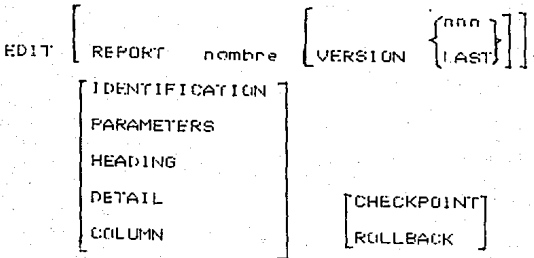 EDIT [ REPORT nombre [ VERSION { nnn
LAST } ] ]
[ IDENTIFICATION
PARAMETERS
HEADING
DETAIL
COLUMN ]
[ CHECKPOINT
ROLLBACK ]